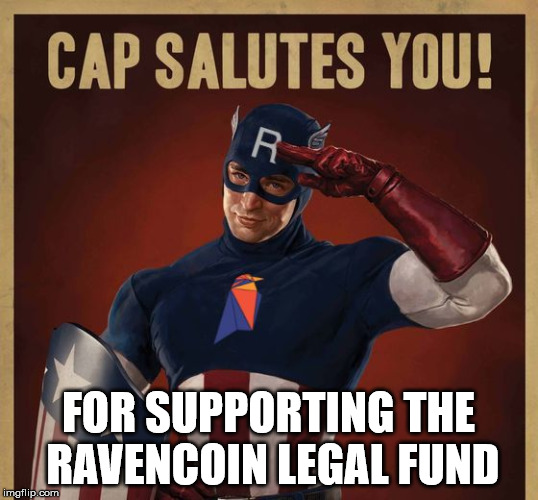 CAP SALUTES YOU!
R
FOR SUPPORTING THE
RAVENCOIN LEGAL FUND
imgflip.com